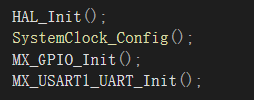 HAL_Init();
SystemClock_Config();
MX_GPIO_Init();
MX_USART1_UART_Init();